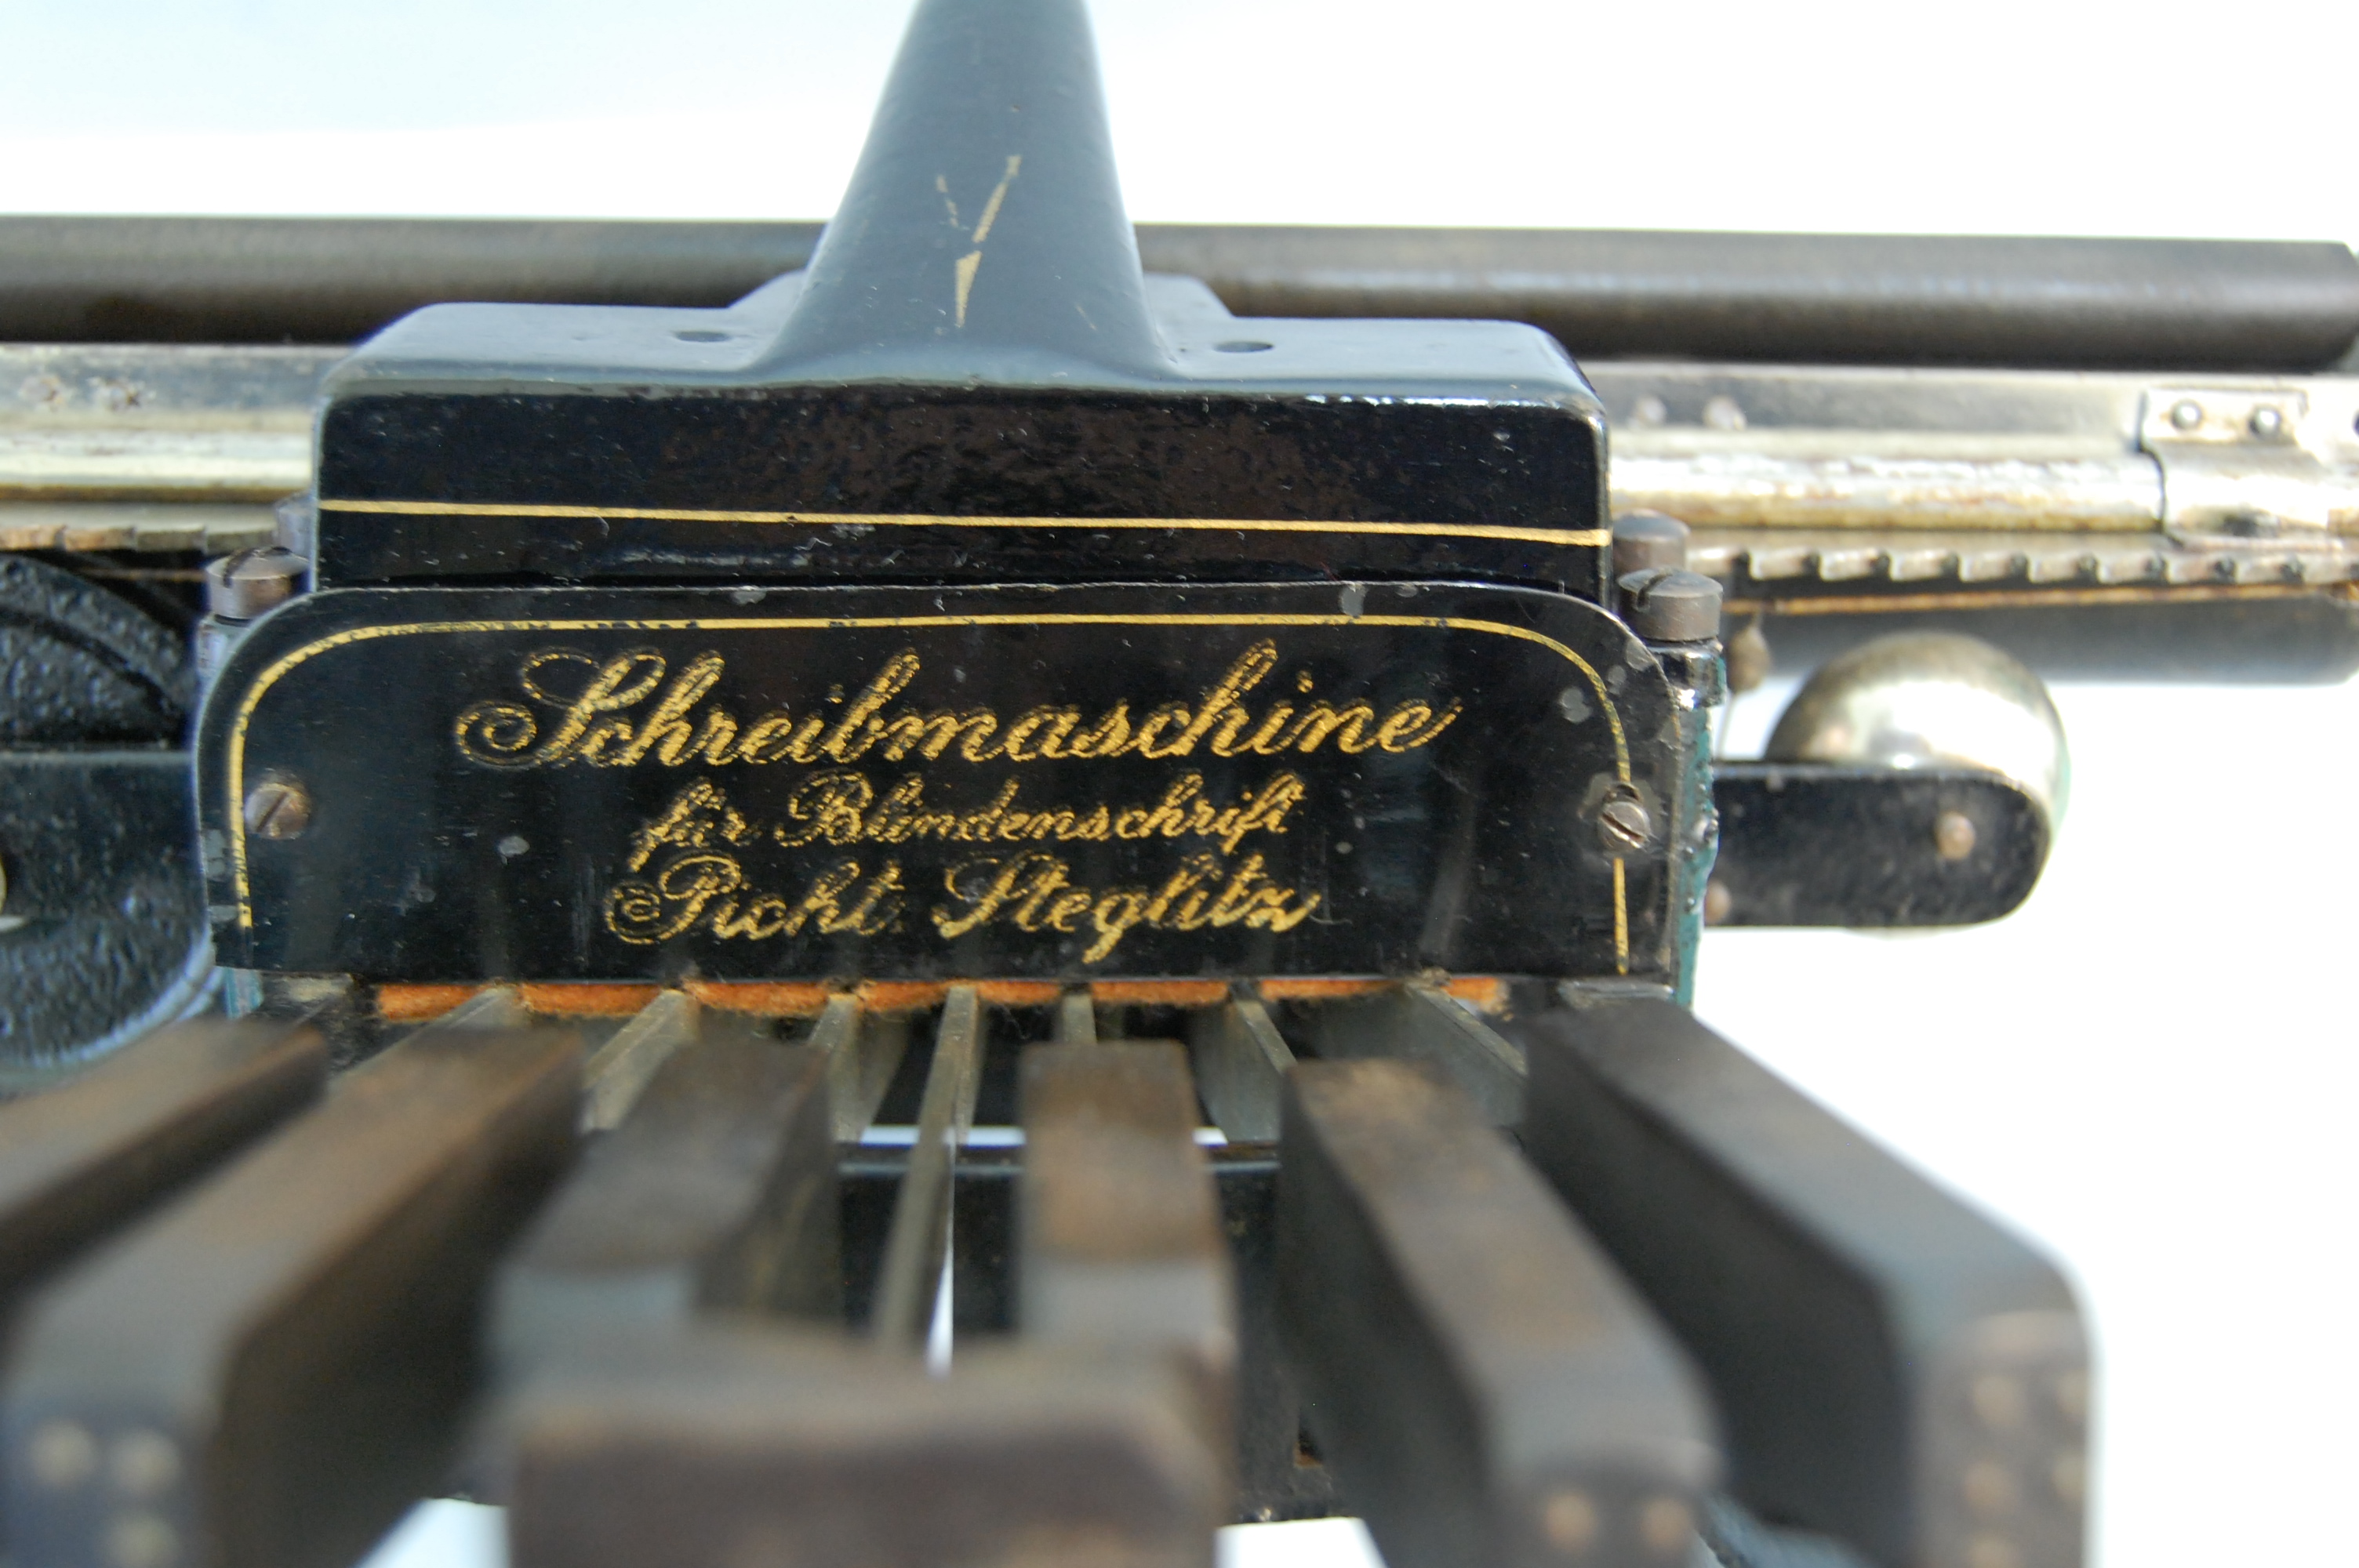 Schreibmaschine
für Blindenschrift
Picht. Steglitz